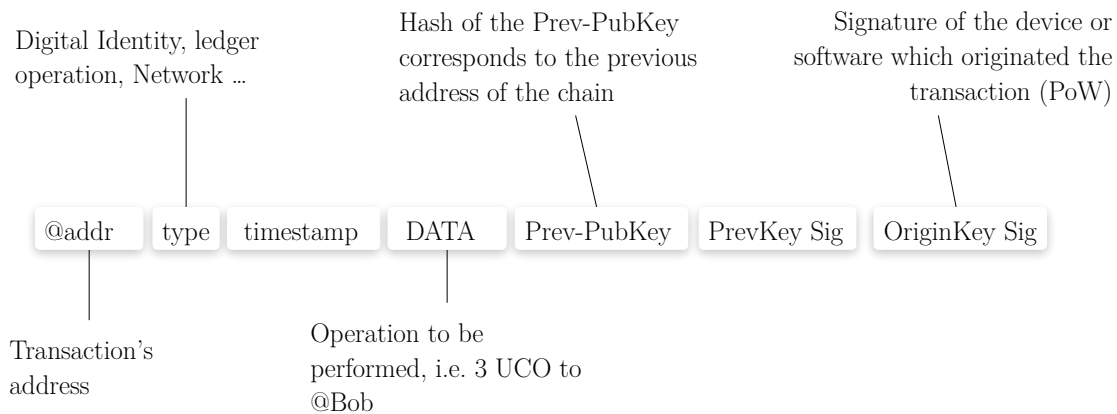 Digital Identity, ledger
operation, Network ...
Hash of the Prev-PubKey
corresponds to the previous
address of the chain
Signature of the device or
software which originated the
transaction (PoW)
@addr
type
timestamp
DATA
Prev-PubKey
PrevKey Sig
OriginKey Sig
Transaction's
address
Operation to be
performed, i.e. 3 UCO to
@Bob